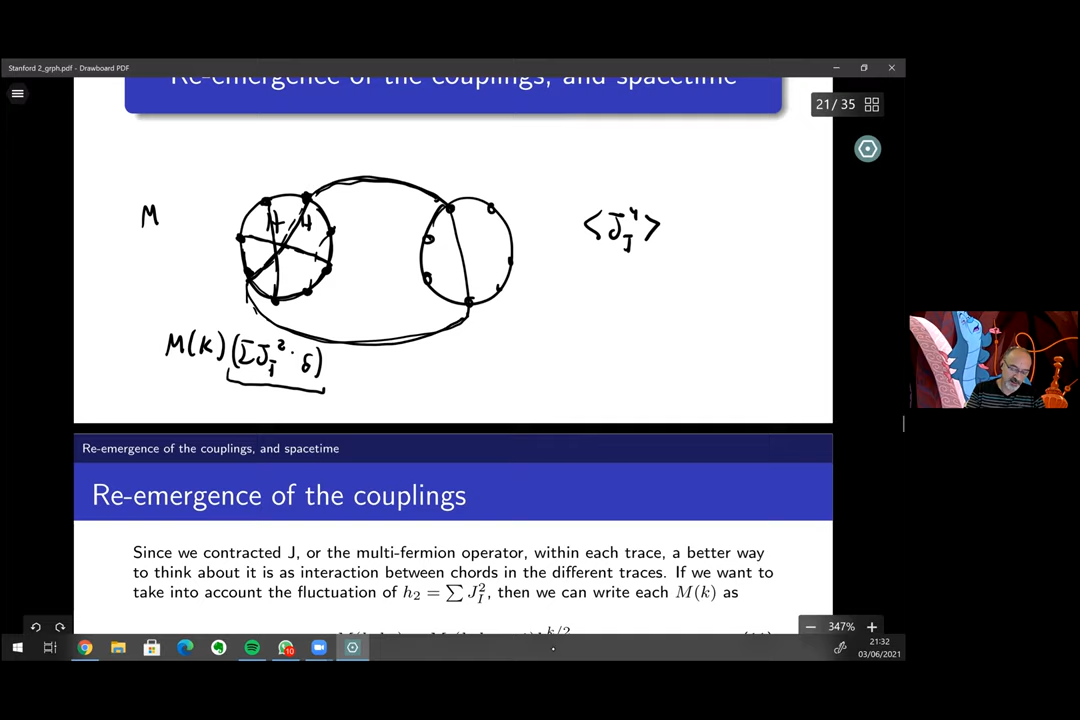 Stanford 2_grph.pdf - Drawboard PDF
Re-emergence of the couplings, and spacetime
21 / 35
M
H H
<J_I^4>
M(k) (ΣJ_I^2 · 6)
Re-emergence of the couplings, and spacetime
Re-emergence of the couplings
Since we contracted J, or the multi-fermion operator, within each trace, a better way
to think about it is as interaction between chords in the different traces. If we want to
take into account the fluctuation of h_2 = ∑ J_I^2, then we can write each M(k) as
347%
10
21:32
03/06/2021